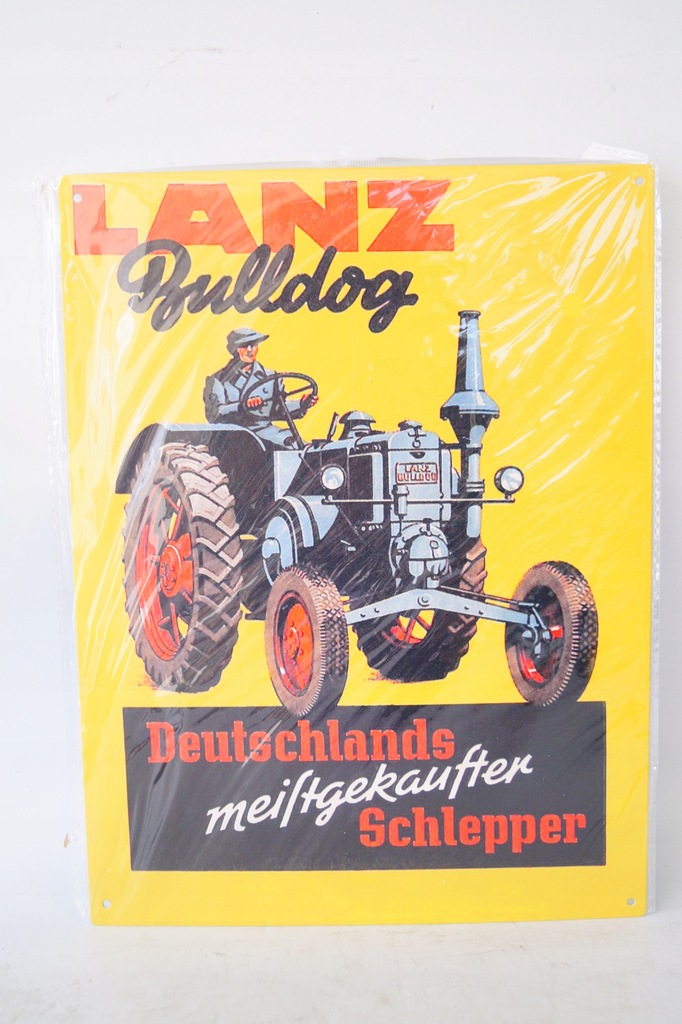 LANZ
Bulldog
LANZ
BULLDOG
Deutschlands
meiſtgekaufter
Schlepper